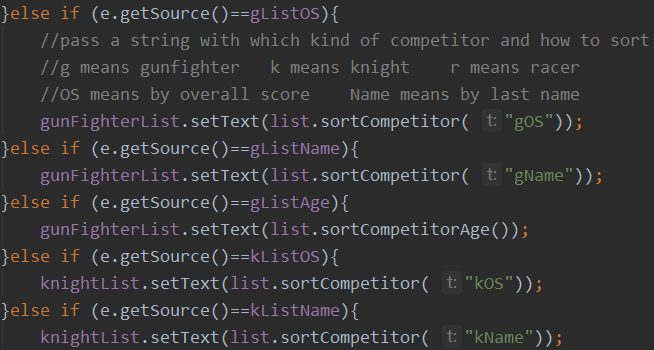 }else if (e.getSource()==gListOS){
//pass a string with which kind of competitor and how to sort
//g means gunfighter   k means knight    r means racer
//OS means by overall score    Name means by last name
gunFighterList.setText(list.sortCompetitor( t: "gOS"));
}else if (e.getSource()==gListName){
gunFighterList.setText(list.sortCompetitor( t: "gName"));
}else if (e.getSource()==gListAge){
gunFighterList.setText(list.sortCompetitorAge());
}else if (e.getSource()==kListOS){
knightList.setText(list.sortCompetitor( t: "kOS"));
}else if (e.getSource()==kListName){
knightList.setText(list.sortCompetitor( t: "kName"));